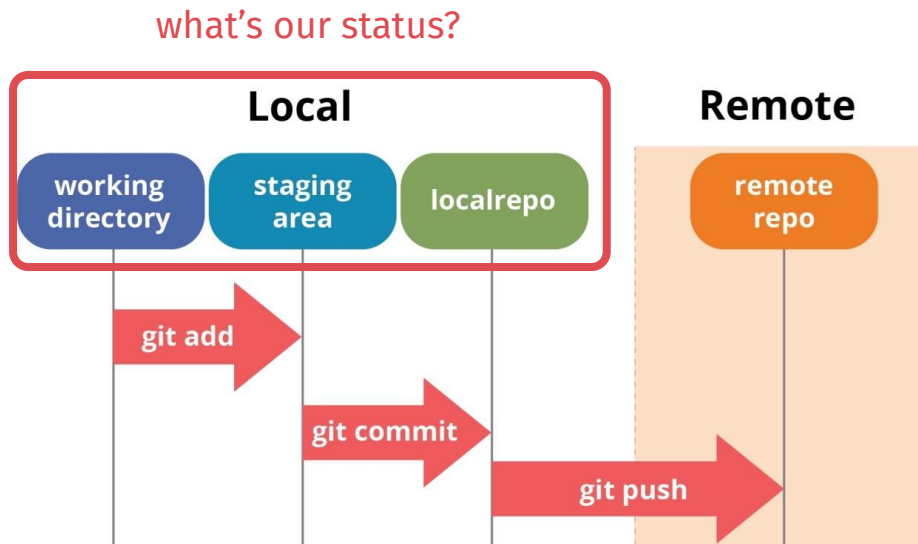 what’s our status?
Local
Remote
working
directory
staging
area
localrepo
remote
repo
git add
git commit
git push